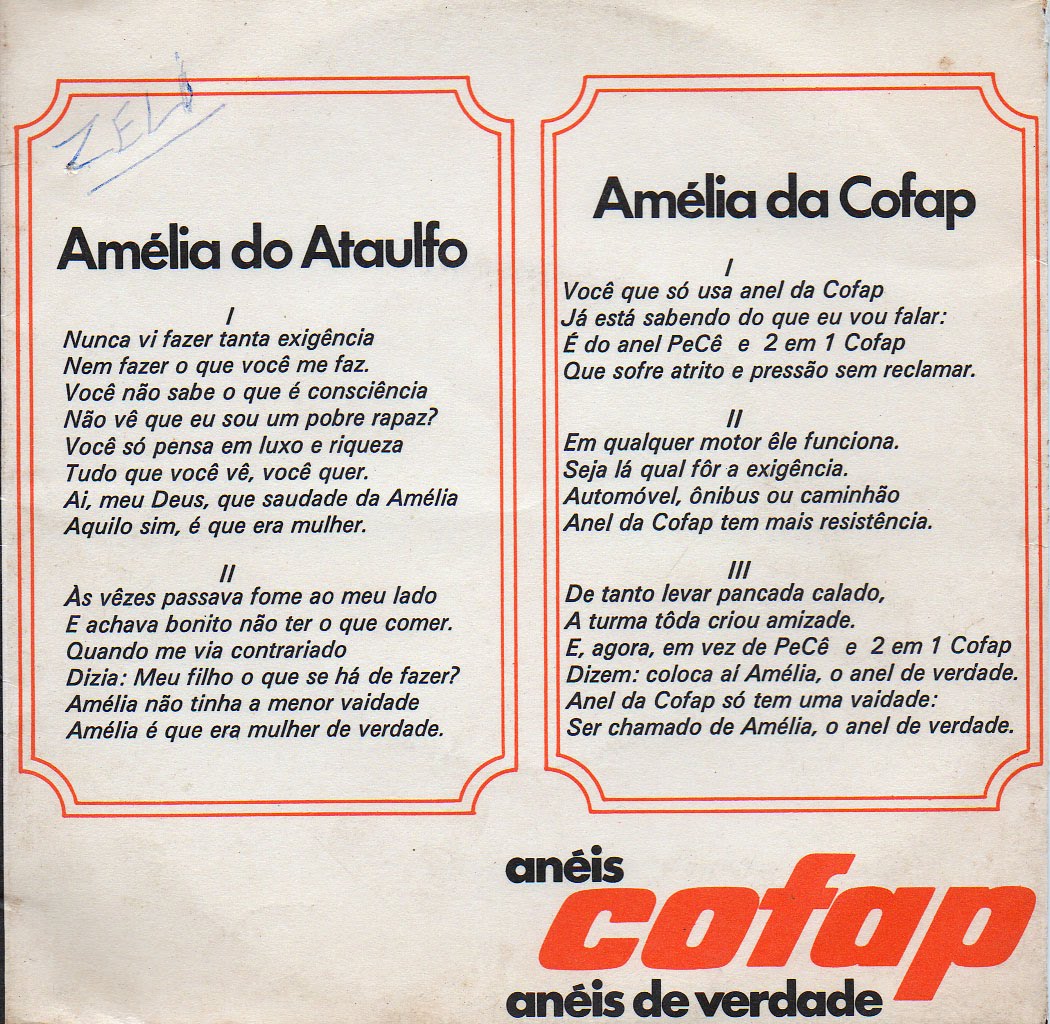 ZELI
Amélia do Ataulfo
I
Nunca vi fazer tanta exigência
Nem fazer o que você me faz.
Você não sabe o que é consciência
Não vê que eu sou um pobre rapaz?
Você só pensa em luxo e riqueza
Tudo que você vê, você quer.
Ai, meu Deus, que saudade da Amélia
Aquilo sim, é que era mulher.
II
Às vêzes passava fome ao meu lado
E achava bonito não ter o que comer.
Quando me via contrariado
Dizia: Meu filho o que se há de fazer?
Amélia não tinha a menor vaidade
Amélia é que era mulher de verdade.
Amélia da Cofap
I
Você que só usa anel da Cofap
Já está sabendo do que eu vou falar:
É do anel PeCê e 2 em 1 Cofap
Que sofre atrito e pressão sem reclamar.
II
Em qualquer motor êle funciona.
Seja lá qual fôr a exigência.
Automóvel, ônibus ou caminhão
Anel da Cofap tem mais resistência.
III
De tanto levar pancada calado,
A turma tôda criou amizade.
E, agora, em vez de PeCê e 2 em 1 Cofap
Dizem: coloca aí Amélia, o anel de verdade.
Anel da Cofap só tem uma vaidade:
Ser chamado de Amélia, o anel de verdade.
anéis
cofap
anéis de verdade